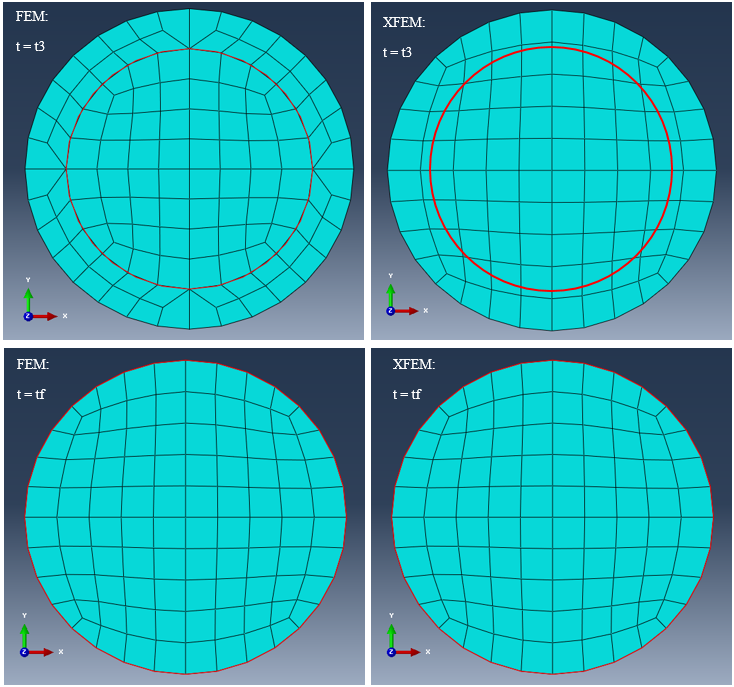 FEM:
t = t3
Y
Z
X
XFEM:
t = t3
Y
Z
X
FEM:
t = tf
Y
Z
X
XFEM:
t = tf
Y
Z
X